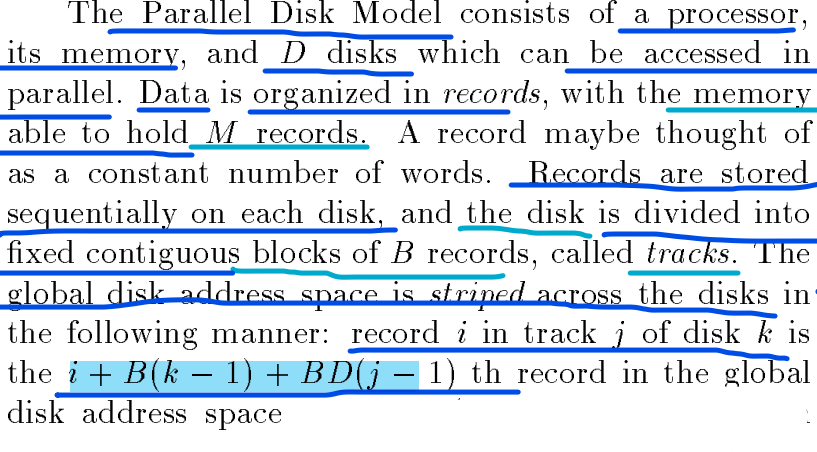 The Parallel Disk Model consists of a processor,
its memory, and D disks which can be accessed in
parallel. Data is organized in records, with the memory
able to hold M records. A record maybe thought of
as a constant number of words. Records are stored
sequentially on each disk, and the disk is divided into
fixed contiguous blocks of B records, called tracks. The
global disk address space is striped across the disks in
the following manner: record i in track j of disk k is
the i + B(k − 1) + BD(j − 1) th record in the global
disk address space